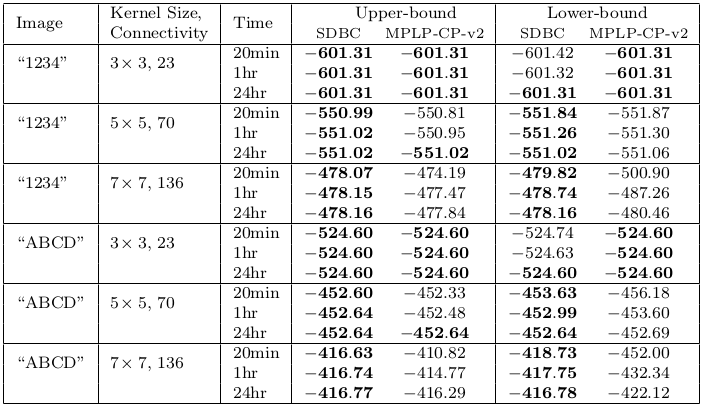 Image Kernel Size, Connectivity Time Upper-bound Lower-bound
SDBC MPLP-CP-v2 SDBC MPLP-CP-v2
“1234” 3 × 3, 23 20min −601.31 −601.31 −601.42 −601.31
1hr −601.31 −601.31 −601.32 −601.31
24hr −601.31 −601.31 −601.31 −601.31
“1234” 5 × 5, 70 20min −550.99 −550.81 −551.84 −551.87
1hr −551.02 −550.95 −551.26 −551.30
24hr −551.02 −551.02 −551.02 −551.06
“1234” 7 × 7, 136 20min −478.07 −474.19 −479.82 −500.90
1hr −478.15 −477.47 −478.74 −487.26
24hr −478.16 −477.84 −478.16 −480.46
“ABCD” 3 × 3, 23 20min −524.60 −524.60 −524.74 −524.60
1hr −524.60 −524.60 −524.63 −524.60
24hr −524.60 −524.60 −524.60 −524.60
“ABCD” 5 × 5, 70 20min −452.60 −452.33 −453.63 −456.18
1hr −452.64 −452.48 −452.99 −453.60
24hr −452.64 −452.64 −452.64 −452.69
“ABCD” 7 × 7, 136 20min −416.63 −410.82 −418.73 −452.00
1hr −416.74 −414.77 −417.75 −432.34
24hr −416.77 −416.29 −416.78 −422.12